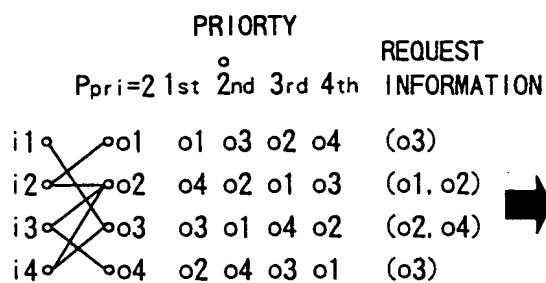 PRIORTY
REQUEST
Ppri=2 1st 2nd 3rd 4th INFORMATION
i1 o1 o1 o3 o2 o4 (o3)
i2 o2 o4 o2 o1 o3 (o1, o2)
i3 o3 o3 o1 o4 o2 (o2, o4)
i4 o4 o2 o4 o3 o1 (o3)